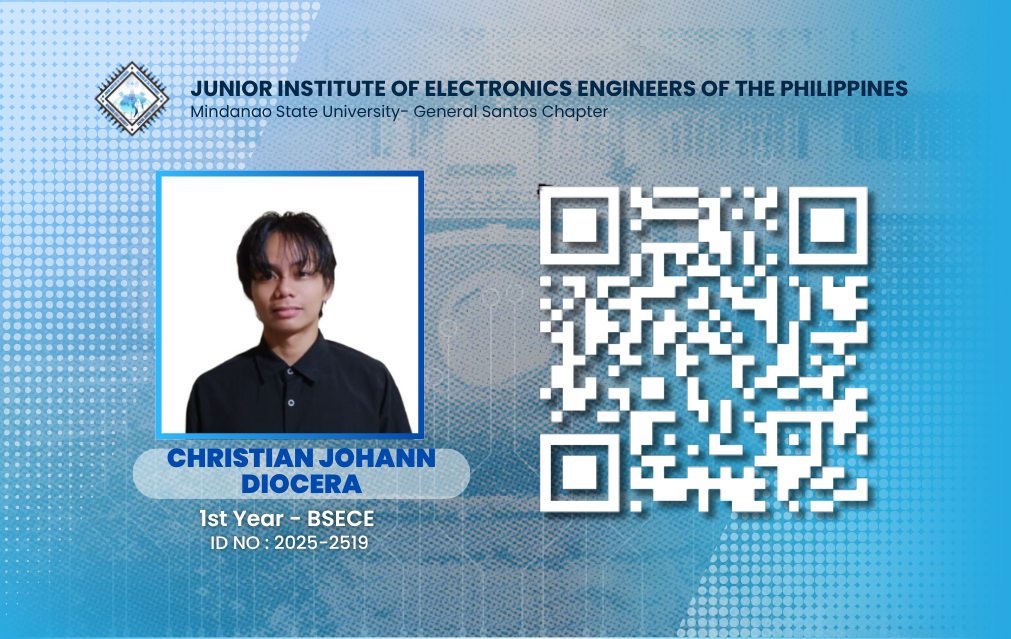 JUNIOR INSTITUTE OF ELECTRONICS ENGINEERS OF THE PHILIPPINES
Mindanao State University- General Santos Chapter
CHRISTIAN JOHANN
DIOCERA
1st Year - BSECE
ID NO : 2025-2519